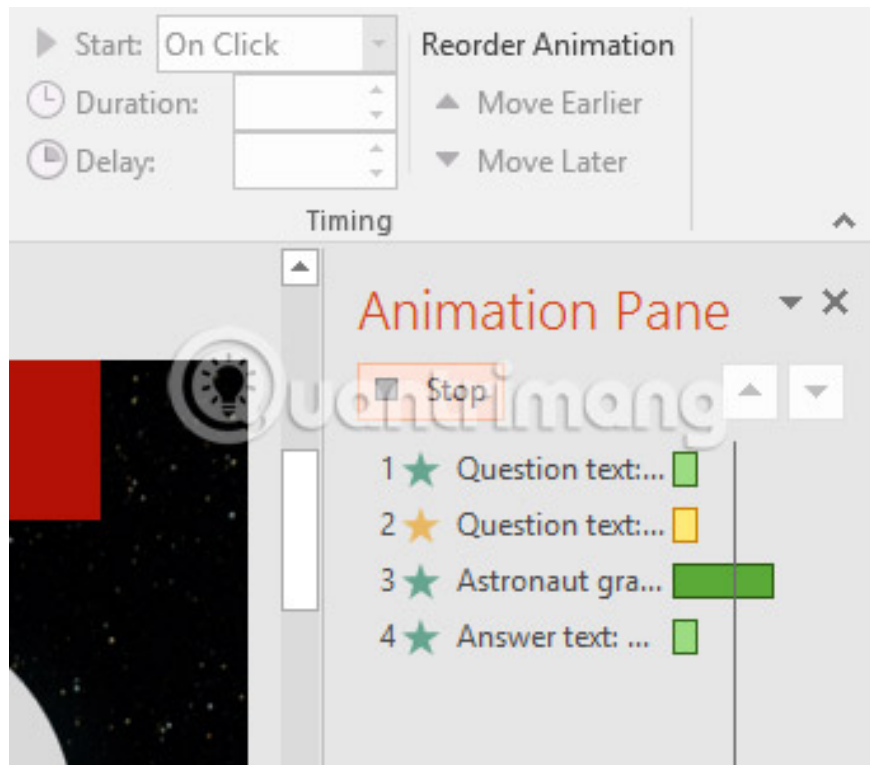 Start: On Click
Reorder Animation
Duration:
Move Earlier
Delay:
Move Later
Timing
Animation Pane
Stop
Quantrimang
1 Question text:...
2 Question text:...
3 Astronaut gra...
4 Answer text: ...